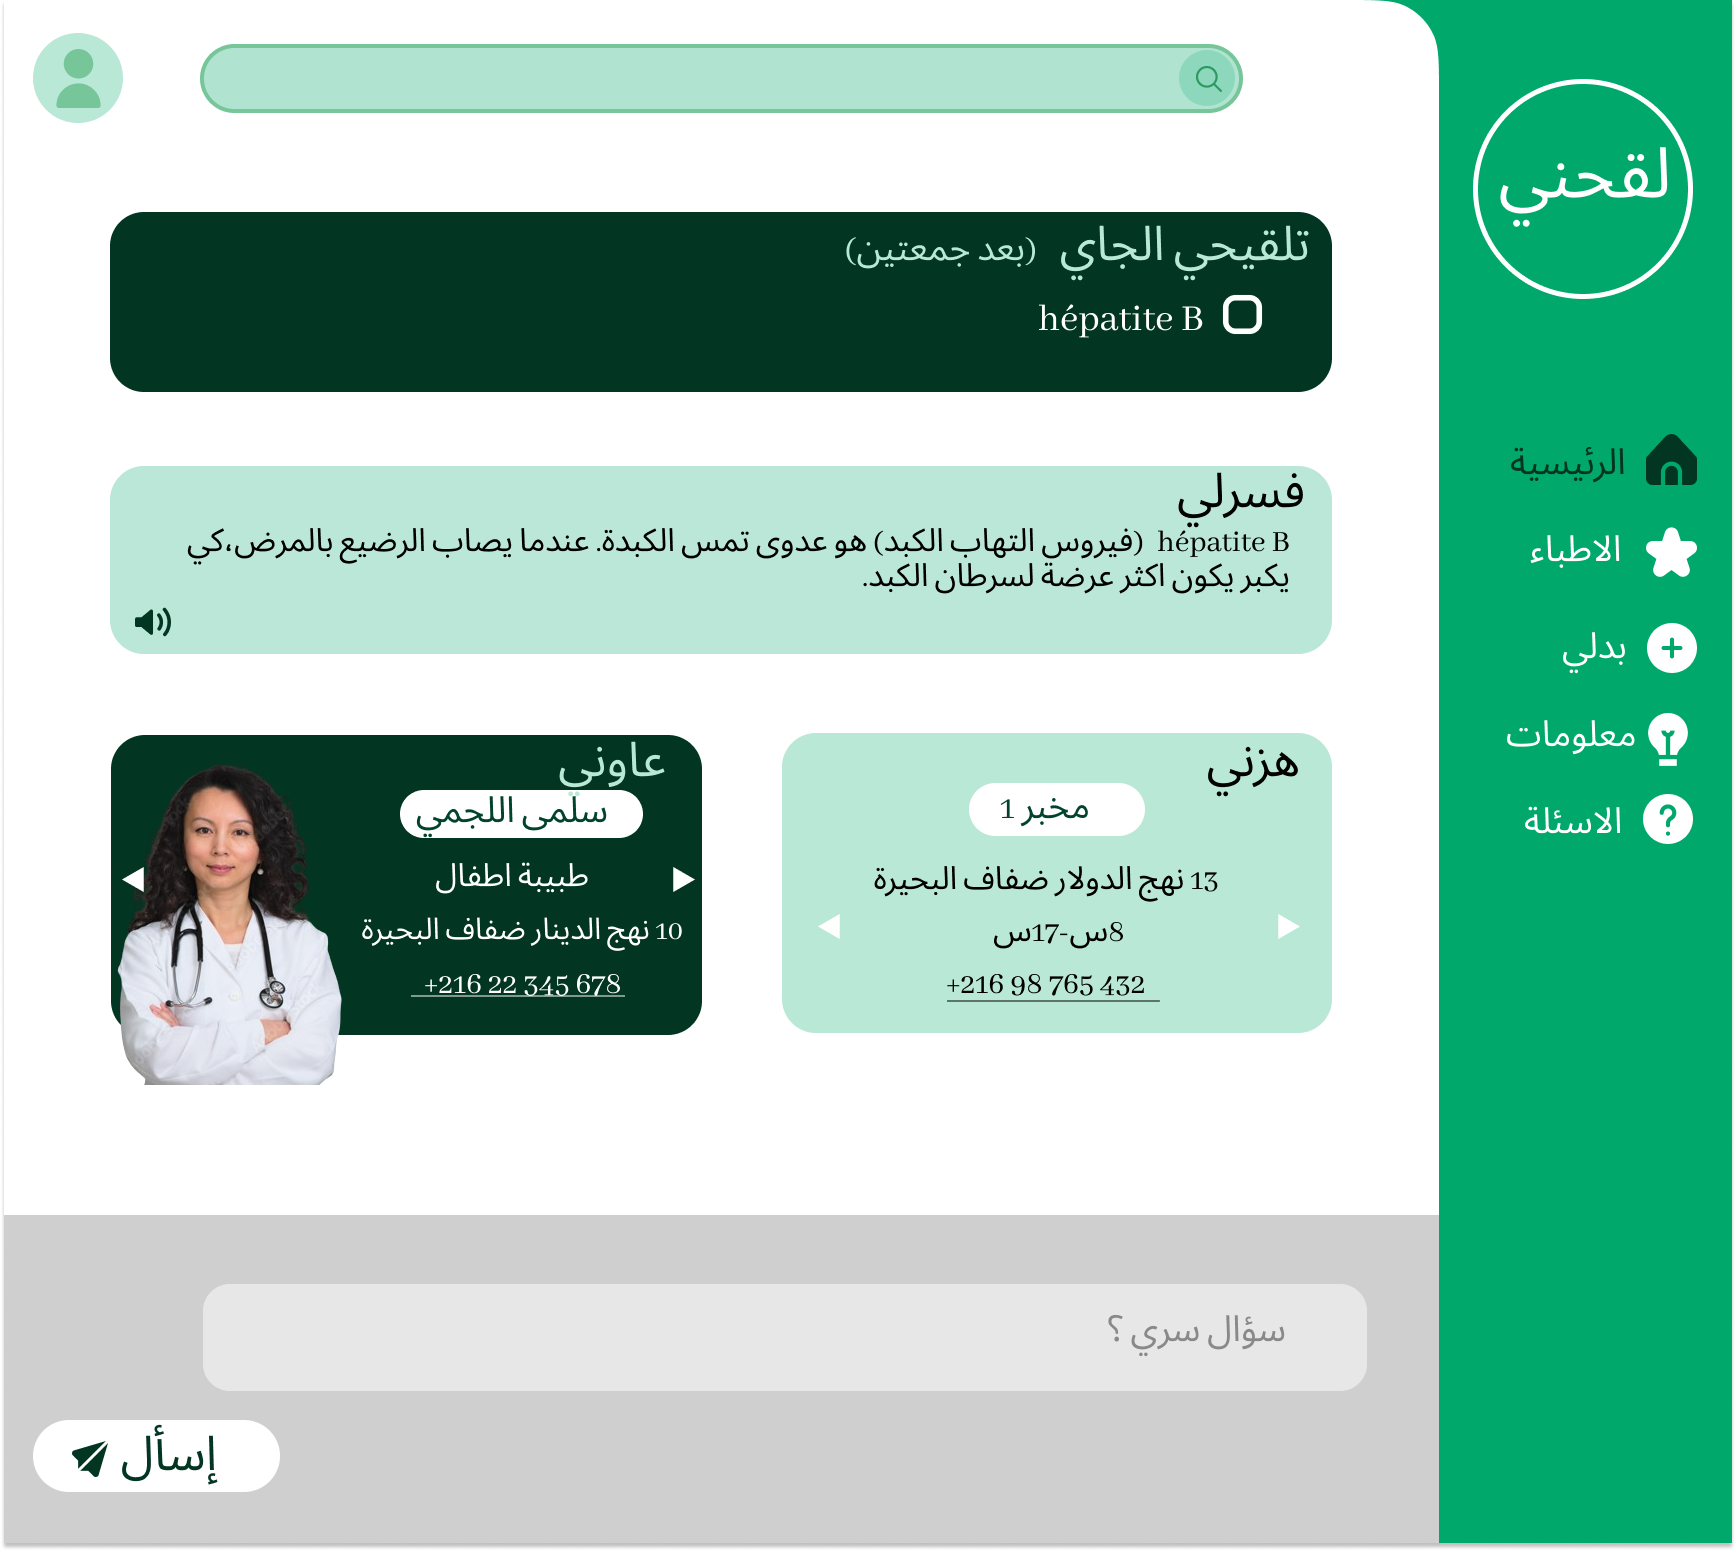 لقحني
الرئيسية
الاطباء
بدلي
معلومات
الاسئلة
تلقيحي الجاي (بعد جمعتين)
hépatite B
فسرلي
hépatite B (فيروس التهاب الكبد) هو عدوى تمس الكبدة. عندما يصاب الرضيع بالمرض،كي
يكبر يكون اكثر عرضة لسرطان الكبد.
هزني
مخبر 1
13 نهج الدولار ضفاف البحيرة
8س-17س
+216 98 765 432
عاوني
سلمى اللجمي
طبيبة اطفال
10 نهج الدينار ضفاف البحيرة
+216 22 345 678
سؤال سري ؟
إسأل